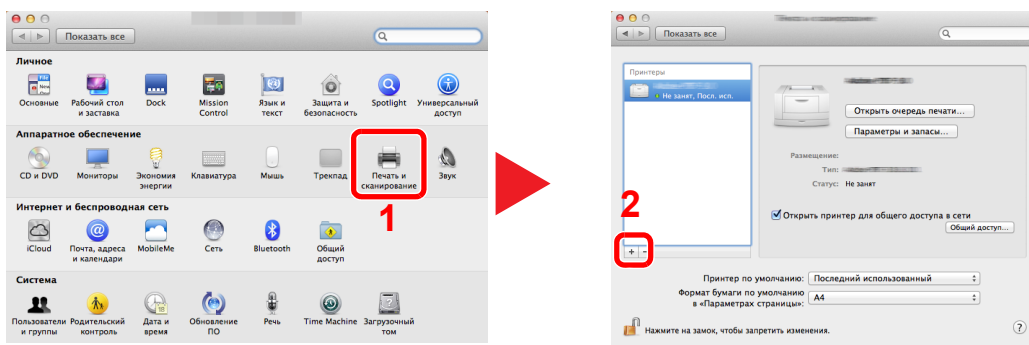 Показать все
Личное
Основные
Рабочий стол и заставка
Dock
Mission Control
Язык и текст
Защита и безопасность
Spotlight
Универсальный доступ
Аппаратное обеспечение
CD и DVD
Мониторы
Экономия энергии
Клавиатура
Мышь
Трекпад
Печать и сканирование
Звук
1
Интернет и беспроводная сеть
iCloud
Почта, адреса и календари
MobileMe
Сеть
Bluetooth
Общий доступ
Система
Пользователи и группы
Родительский контроль
Дата и время
Обновление ПО
Речь
Time Machine
Загрузочный том
Показать все
Принтеры
Не занят, Посл. исп.
Открыть очередь печати...
Параметры и запасы...
Размещение:
Тип:
Статус: Не занят
2
Открыть принтер для общего доступа в сети
Общий доступ...
+ -
Принтер по умолчанию: Последний использованный
Формат бумаги по умолчанию
в «Параметрах страницы»: A4
Нажмите на замок, чтобы запретить изменения.
?